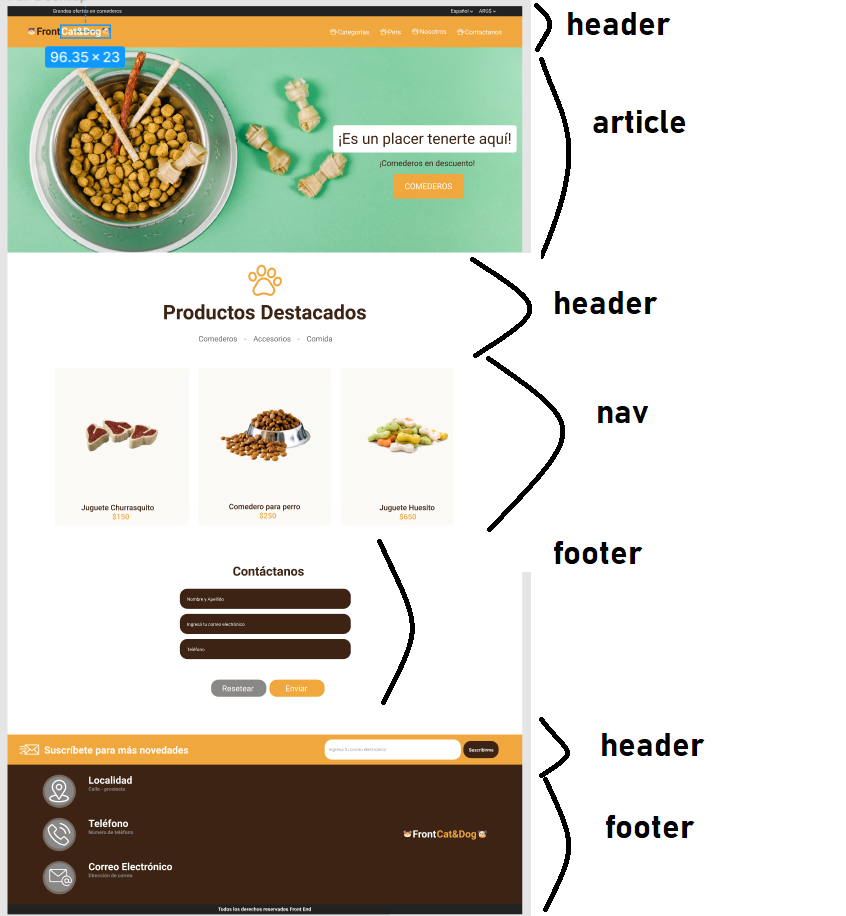 Grandes ofertas en comederos
Español
ARG$
header
FrontCat&Dog
Categorías
Pets
Nosotros
Contactanos
96.35 × 23
article
¡Es un placer tenerte aquí!
¡Comederos en descuento!
COMEDEROS
header
Productos Destacados
Comederos - Accesorios - Comida
nav
Juguete Churrasquito
$150
Comedero para perro
$250
Juguete Huesito
$650
footer
Contáctanos
Nombre y Apellido
Ingresá tu correo electrónico
Teléfono
Resetear
Enviar
header
Suscríbete para más novedades
Ingresa tu correo electrónico
Suscribirme
footer
Localidad
Calle - provincia
Teléfono
Número de teléfono
FrontCat&Dog
Correo Electrónico
Dirección de correo
Todos los derechos reservados Front End